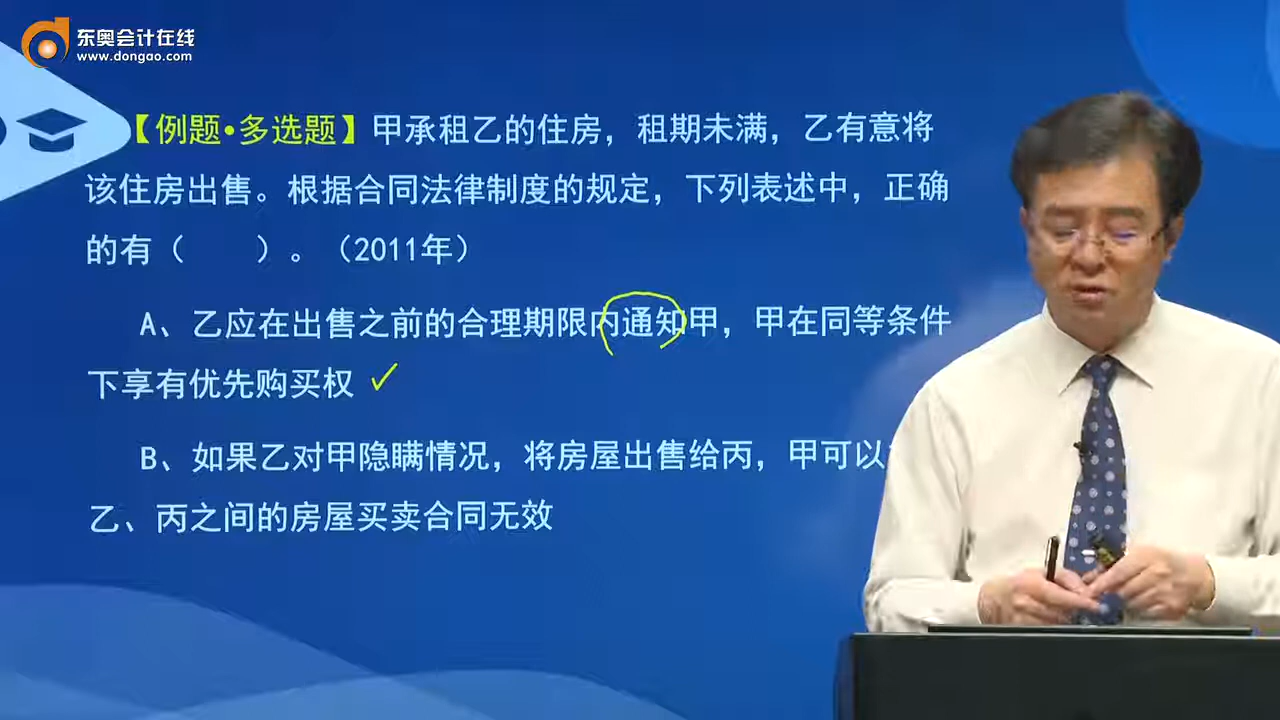 东奥会计在线
www.dongao.com
【例题•多选题】甲承租乙的住房，租期未满，乙有意将
该住房出售。根据合同法律制度的规定，下列表述中，正确
的有（　　）。（2011年）
A、乙应在出售之前的合理期限内通知甲，甲在同等条件
下享有优先购买权
B、如果乙对甲隐瞒情况，将房屋出售给丙，甲可以
乙、丙之间的房屋买卖合同无效